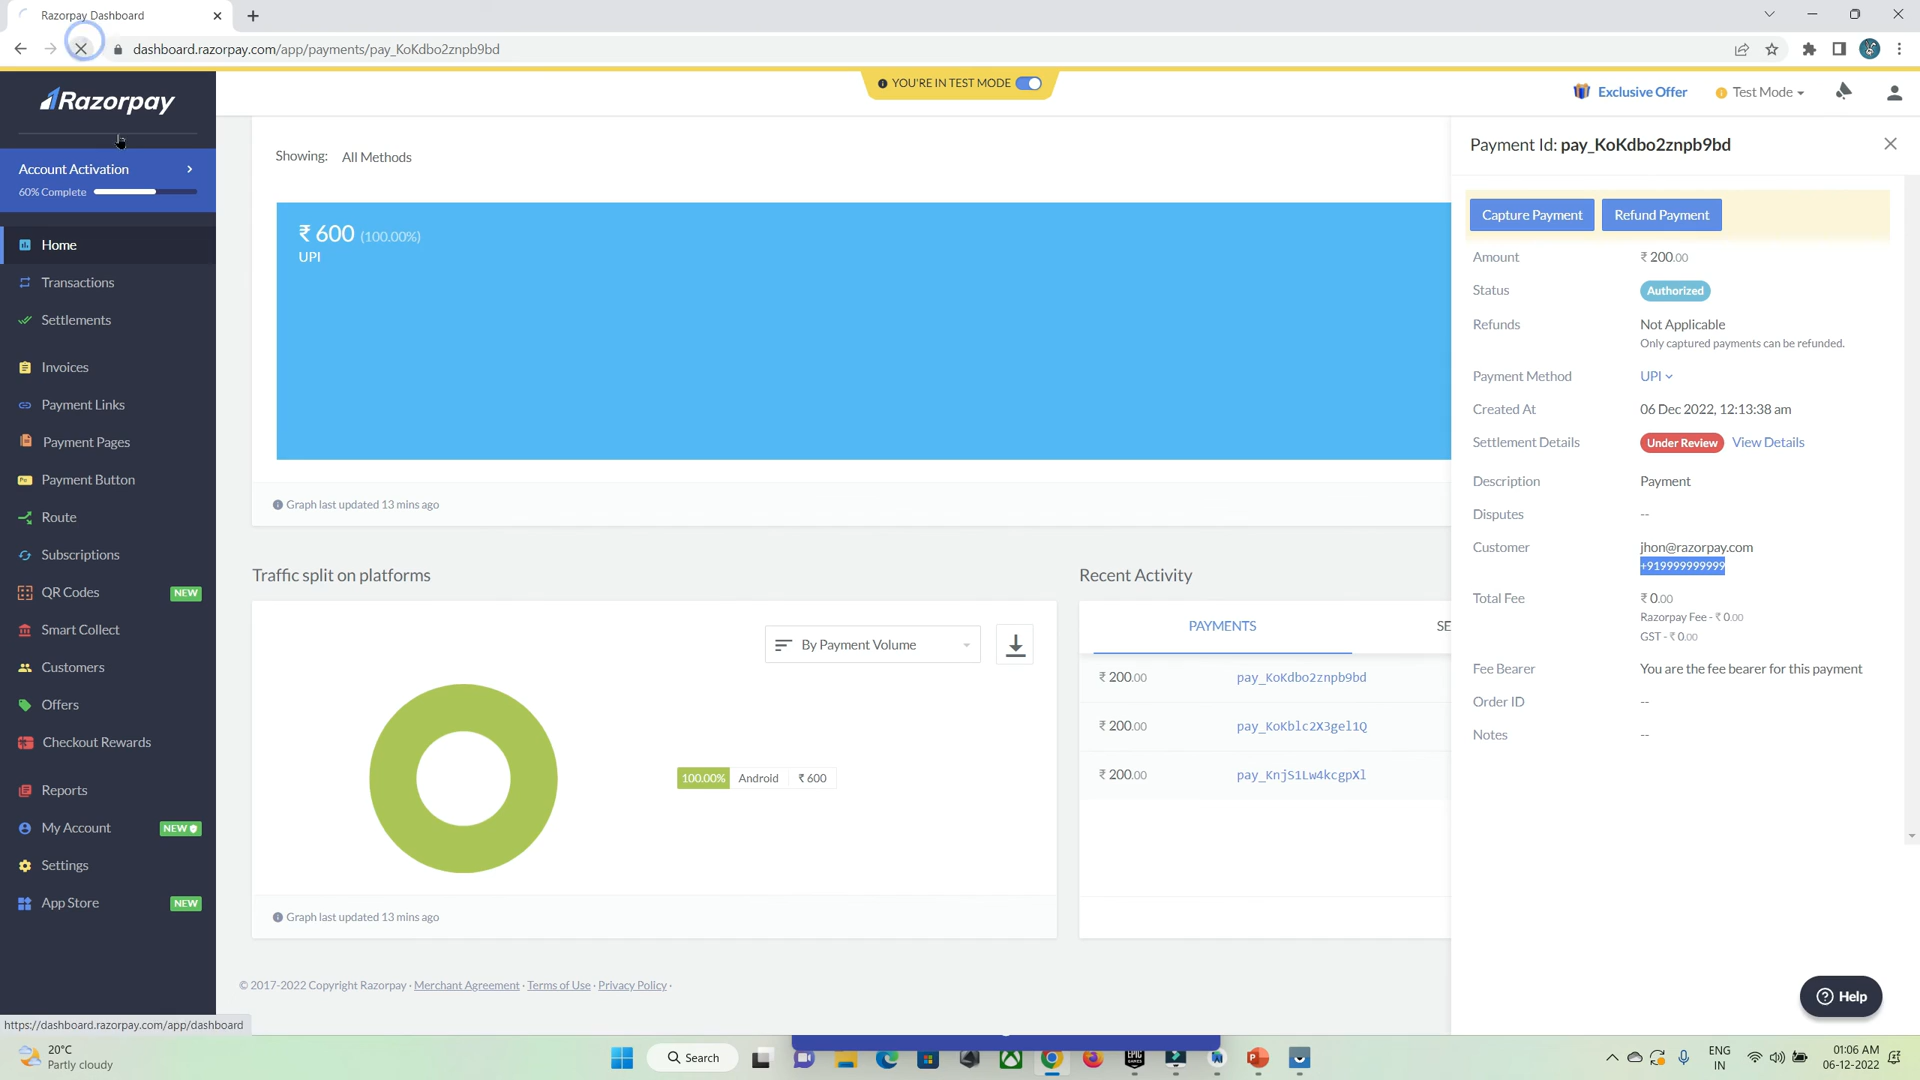 Razorpay Dashboard
dashboard.razorpay.com/app/payments/pay_KoKdbo2znpb9bd
YOU'RE IN TEST MODE
Exclusive Offer
Test Mode
Razorpay
Account Activation
60% Complete
Home
Transactions
Settlements
Invoices
Payment Links
Payment Pages
Payment Button
Route
Subscriptions
QR Codes NEW
Smart Collect
Customers
Offers
Checkout Rewards
Reports
My Account NEW
Settings
App Store NEW
https://dashboard.razorpay.com/app/dashboard
Showing: All Methods
₹ 600 (100.00%)
UPI
Graph last updated 13 mins ago
Traffic split on platforms
By Payment Volume
100.00% Android ₹ 600
Graph last updated 13 mins ago
Recent Activity
PAYMENTS SE
₹ 200.00 pay_KoKdbo2znpb9bd
₹ 200.00 pay_KoKblc2X3gel1Q
₹ 200.00 pay_KnjS1Lw4kcgpXl
© 2017-2022 Copyright Razorpay · Merchant Agreement · Terms of Use · Privacy Policy ·
Payment Id: pay_KoKdbo2znpb9bd
Capture Payment Refund Payment
Amount ₹ 200.00
Status Authorized
Refunds Not Applicable
Only captured payments can be refunded.
Payment Method UPI
Created At 06 Dec 2022, 12:13:38 am
Settlement Details Under Review View Details
Description Payment
Disputes --
Customer jhon@razorpay.com
+919999999999
Total Fee ₹ 0.00
Razorpay Fee - ₹ 0.00
GST - ₹ 0.00
Fee Bearer You are the fee bearer for this payment
Order ID --
Notes --
Help
20°C
Partly cloudy
Search
EPIC
GAMES
ENG
IN
01:06 AM
06-12-2022